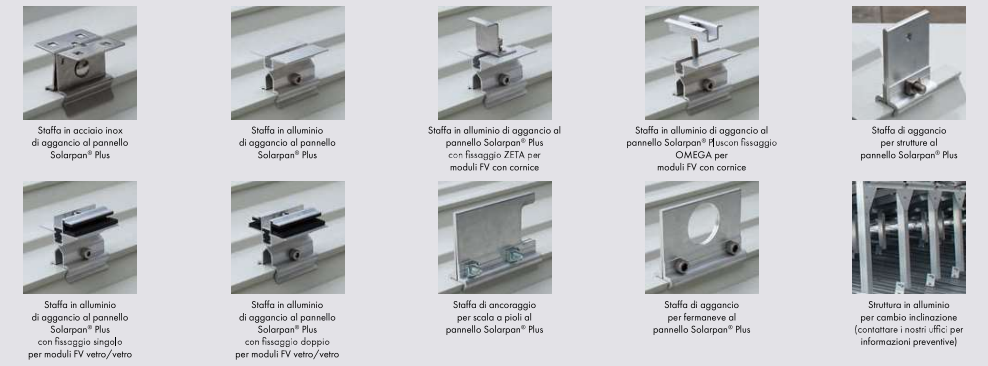 Staffa in acciaio inox
di aggancio al pannello
Solarpan® Plus
Staffa in alluminio
di aggancio al pannello
Solarpan® Plus
Staffa in alluminio di aggancio al
pannello Solarpan® Plus
con fissaggio ZETA per
moduli FV con cornice
Staffa in alluminio di aggancio al
pannello Solarpan® Pluscon fissaggio
OMEGA per
moduli FV con cornice
Staffa di aggancio
per strutture al
pannello Solarpan® Plus
Staffa in alluminio
di aggancio al pannello
Solarpan® Plus
con fissaggio singolo
per moduli FV vetro/vetro
Staffa in alluminio
di aggancio al pannello
Solarpan® Plus
con fissaggio doppio
per moduli FV vetro/vetro
Staffa di ancoraggio
per scala a pioli al
pannello Solarpan® Plus
Staffa di aggancio
per fermaneve al
pannello Solarpan® Plus
Struttura in alluminio
per cambio inclinazione
(contattare i nostri uffici per
informazioni preventive)